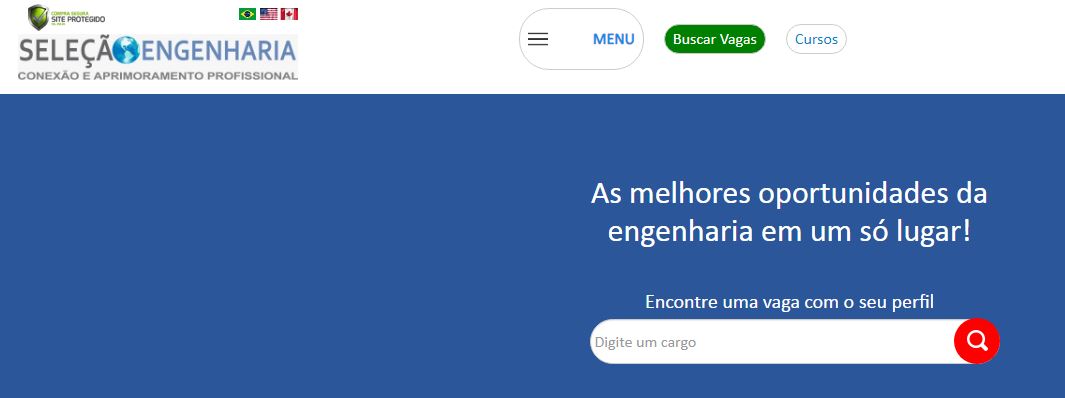 COMPRA SEGURA
SITE PROTEGIDO
SELEÇÃO ENGENHARIA
CONEXÃO E APRIMORAMENTO PROFISSIONAL
MENU
Buscar Vagas
Cursos
As melhores oportunidades da
engenharia em um só lugar!
Encontre uma vaga com o seu perfil
Digite um cargo